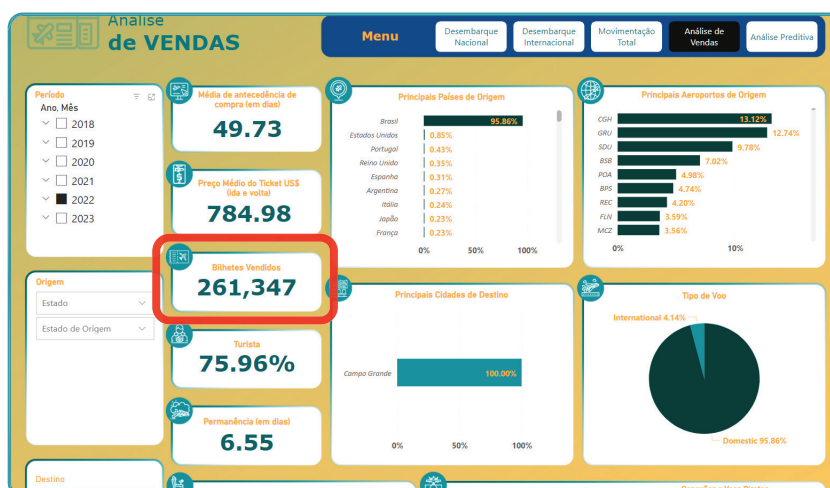 Análise
de VENDAS
Menu
Desembarque
Nacional
Desembarque
Internacional
Movimentação
Total
Análise de
Vendas
Análise Preditiva
Período
Ano, Mês
2018
2019
2020
2021
2022
2023
Origem
Estado
Estado de Origem
Destino
Média de antecedência de
compra (em dias)
49.73
Preço Médio do Ticket US$
(ida e volta)
784.98
Bilhetes Vendidos
261,347
Turista
75.96%
Permanência (em dias)
6.55
Principais Países de Origem
Brasil 95.86%
Estados Unidos 0.85%
Portugal 0.43%
Reino Unido 0.35%
Espanha 0.31%
Argentina 0.27%
Itália 0.24%
Japão 0.23%
França 0.23%
0% 50% 100%
Principais Aeroportos de Origem
CGH 13.12%
GRU 12.74%
SDU 9.78%
BSB 7.02%
POA 4.98%
BPS 4.74%
REC 4.20%
FLN 3.59%
MCZ 3.56%
0% 10%
Principais Cidades de Destino
Campo Grande 100.00%
0% 50% 100%
Tipo de Voo
International 4.14%
Domestic 95.86%